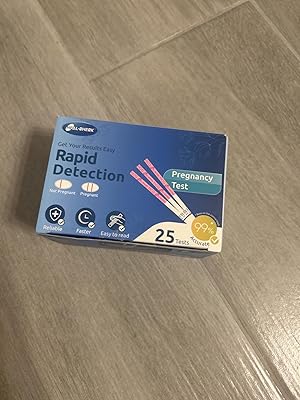 Get Your Results Easy
Rapid
Detection
Pregnancy
Test
Not Pregnant
Pregnant
Reliable
Faster
Easy to read
25 Tests
99%
Accurate